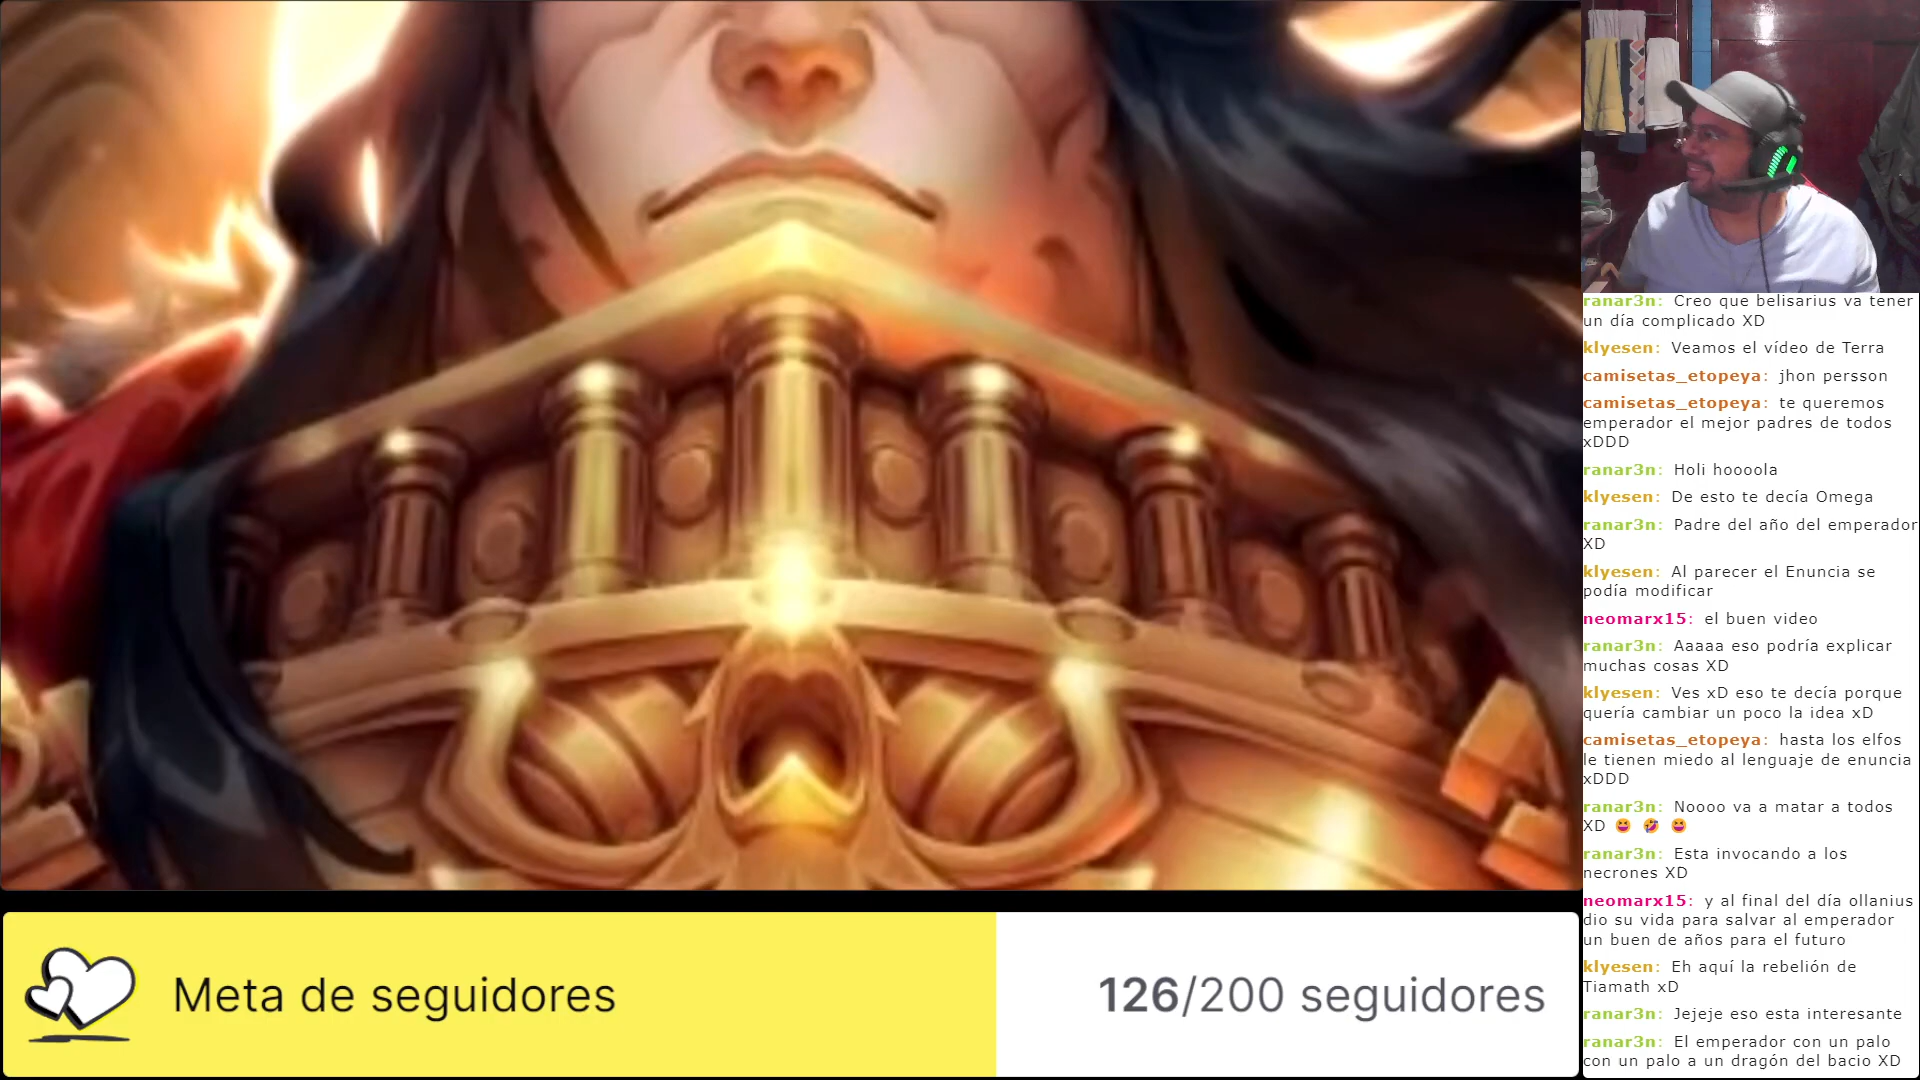 ranar3n: Creo que belisarius va tener
un día complicado XD
klyesen: Veamos el vídeo de Terra
camisetas_etopeya: jhon persson
camisetas_etopeya: te queremos
emperador el mejor padres de todos
xDDD
ranar3n: Holi hoooola
klyesen: De esto te decía Omega
ranar3n: Padre del año del emperador
XD
klyesen: Al parecer el Enuncia se
podía modificar
neomarx15: el buen video
ranar3n: Aaaaa eso podría explicar
muchas cosas XD
klyesen: Ves xD eso te decía porque
quería cambiar un poco la idea xD
camisetas_etopeya: hasta los elfos
le tienen miedo al lenguaje de enuncia
xDDD
ranar3n: Noooo va a matar a todos
XD 😆 🤣 😆
ranar3n: Esta invocando a los
necrones XD
neomarx15: y al final del día ollanius
dio su vida para salvar al emperador
un buen de años para el futuro
klyesen: Eh aquí la rebelión de
Tiamath xD
ranar3n: Jejeje eso esta interesante
ranar3n: El emperador con un palo
con un palo a un dragón del bacio XD
Meta de seguidores
126/200 seguidores